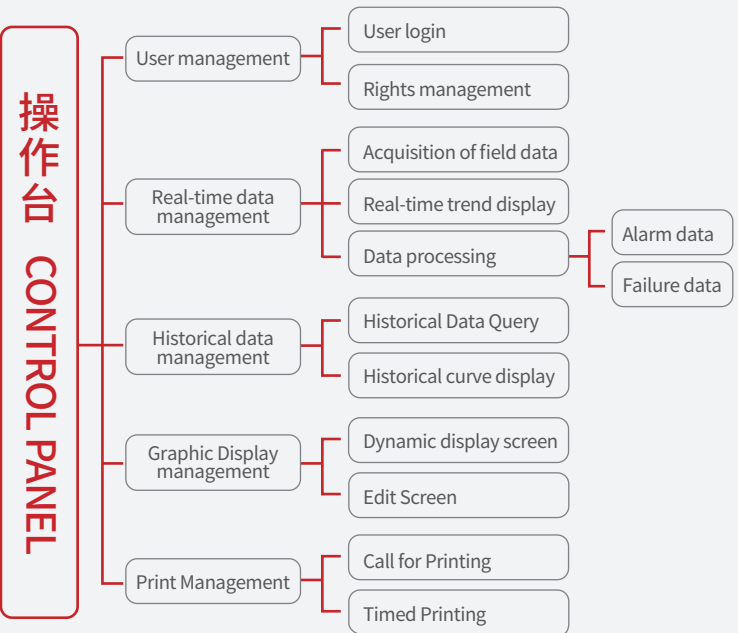 操作台 CONTROL PANEL
User management
User login
Rights management
Real-time data
management
Acquisition of field data
Real-time trend display
Data processing
Alarm data
Failure data
Historical data
management
Historical Data Query
Historical curve display
Graphic Display
management
Dynamic display screen
Edit Screen
Print Management
Call for Printing
Timed Printing